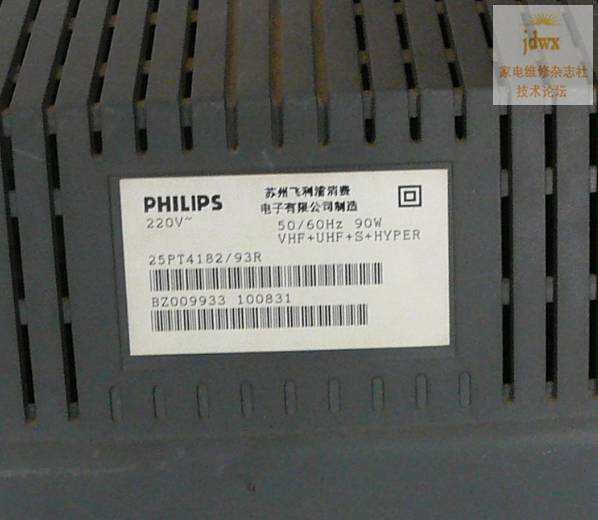 jdwx
家电维修杂志社
技术论坛
PHILIPS
苏州飞利浦消费
电子有限公司制造
220V~
50/60Hz 90W
VHF+UHF+S+HYPER
25PT4182/93R
BZ009933 100831